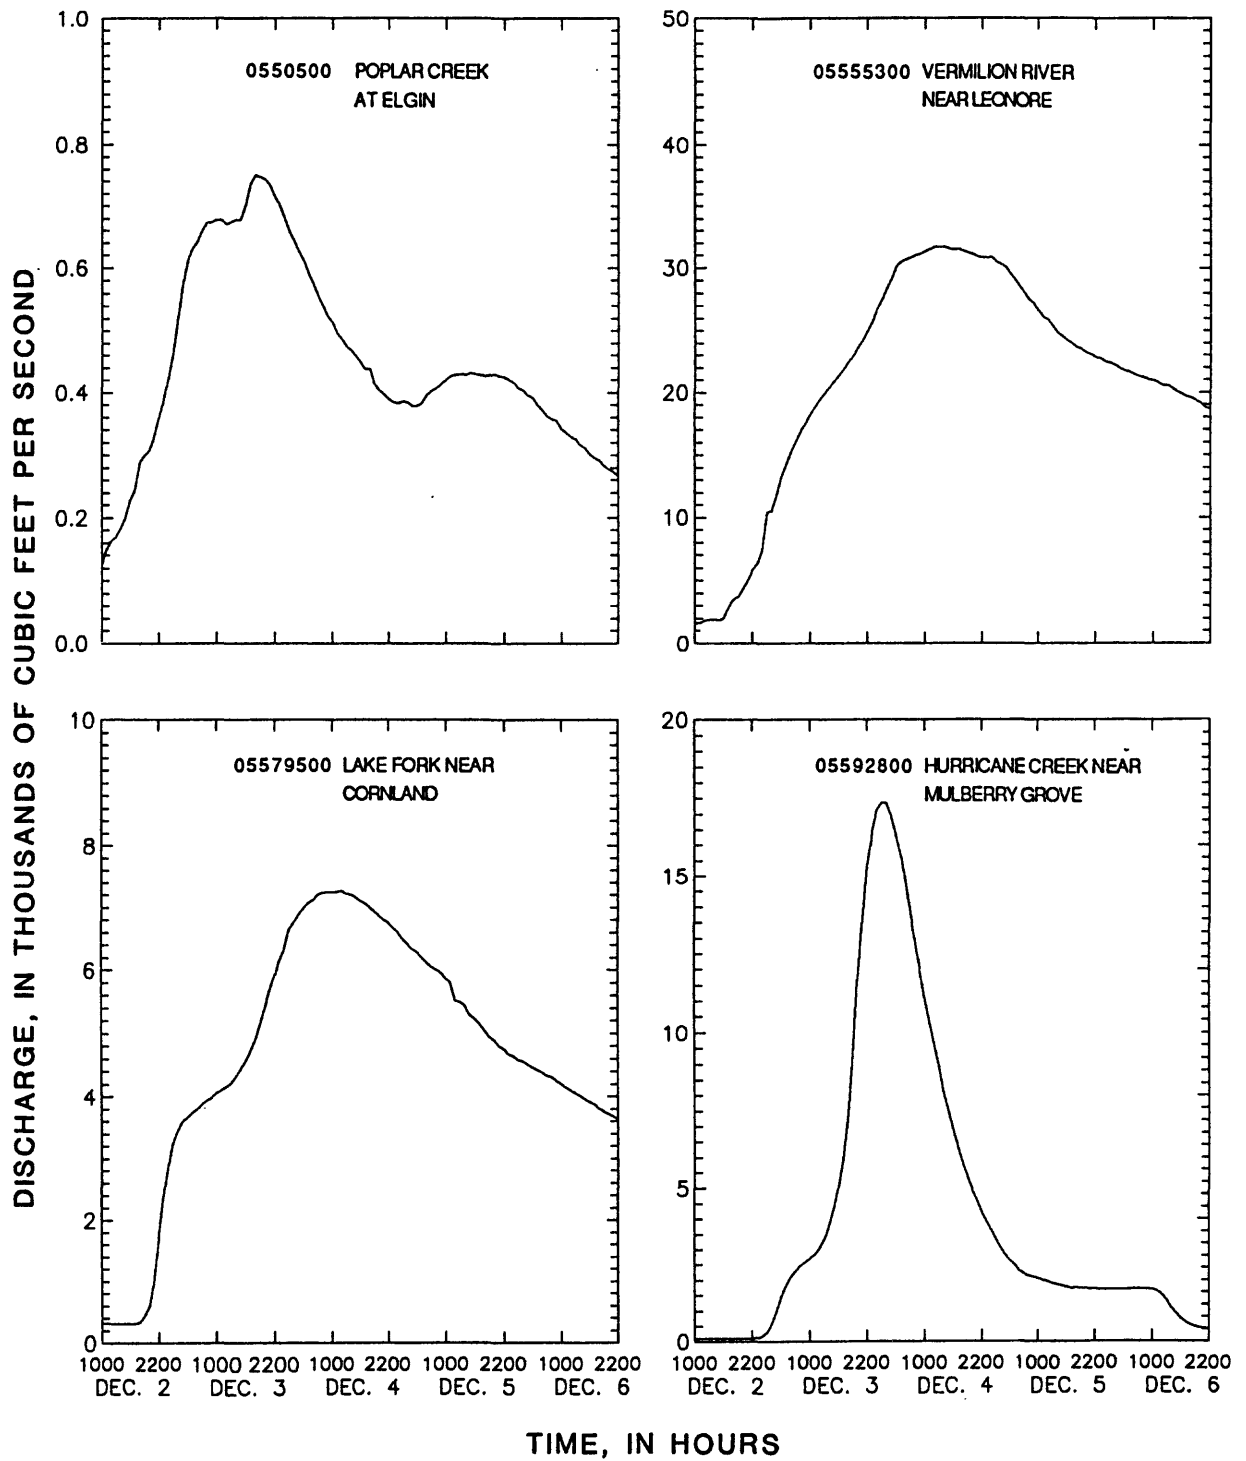 DISCHARGE, IN THOUSANDS OF CUBIC FEET PER SECOND
1.0
0.8
0.6
0.4
0.2
0.0
0550500 POPLAR CREEK
AT ELGIN
50
40
30
20
10
0
05555300 VERMILION RIVER
NEAR LEONORE
10
8
6
4
2
0
05579500 LAKE FORK NEAR
CORNLAND
1000 2200 1000 2200 1000 2200 1000 2200 1000 2200
DEC. 2 DEC. 3 DEC. 4 DEC. 5 DEC. 6
20
15
10
5
0
05592800 HURRICANE CREEK NEAR
MULBERRY GROVE
1000 2200 1000 2200 1000 2200 1000 2200 1000 2200
DEC. 2 DEC. 3 DEC. 4 DEC. 5 DEC. 6
TIME, IN HOURS